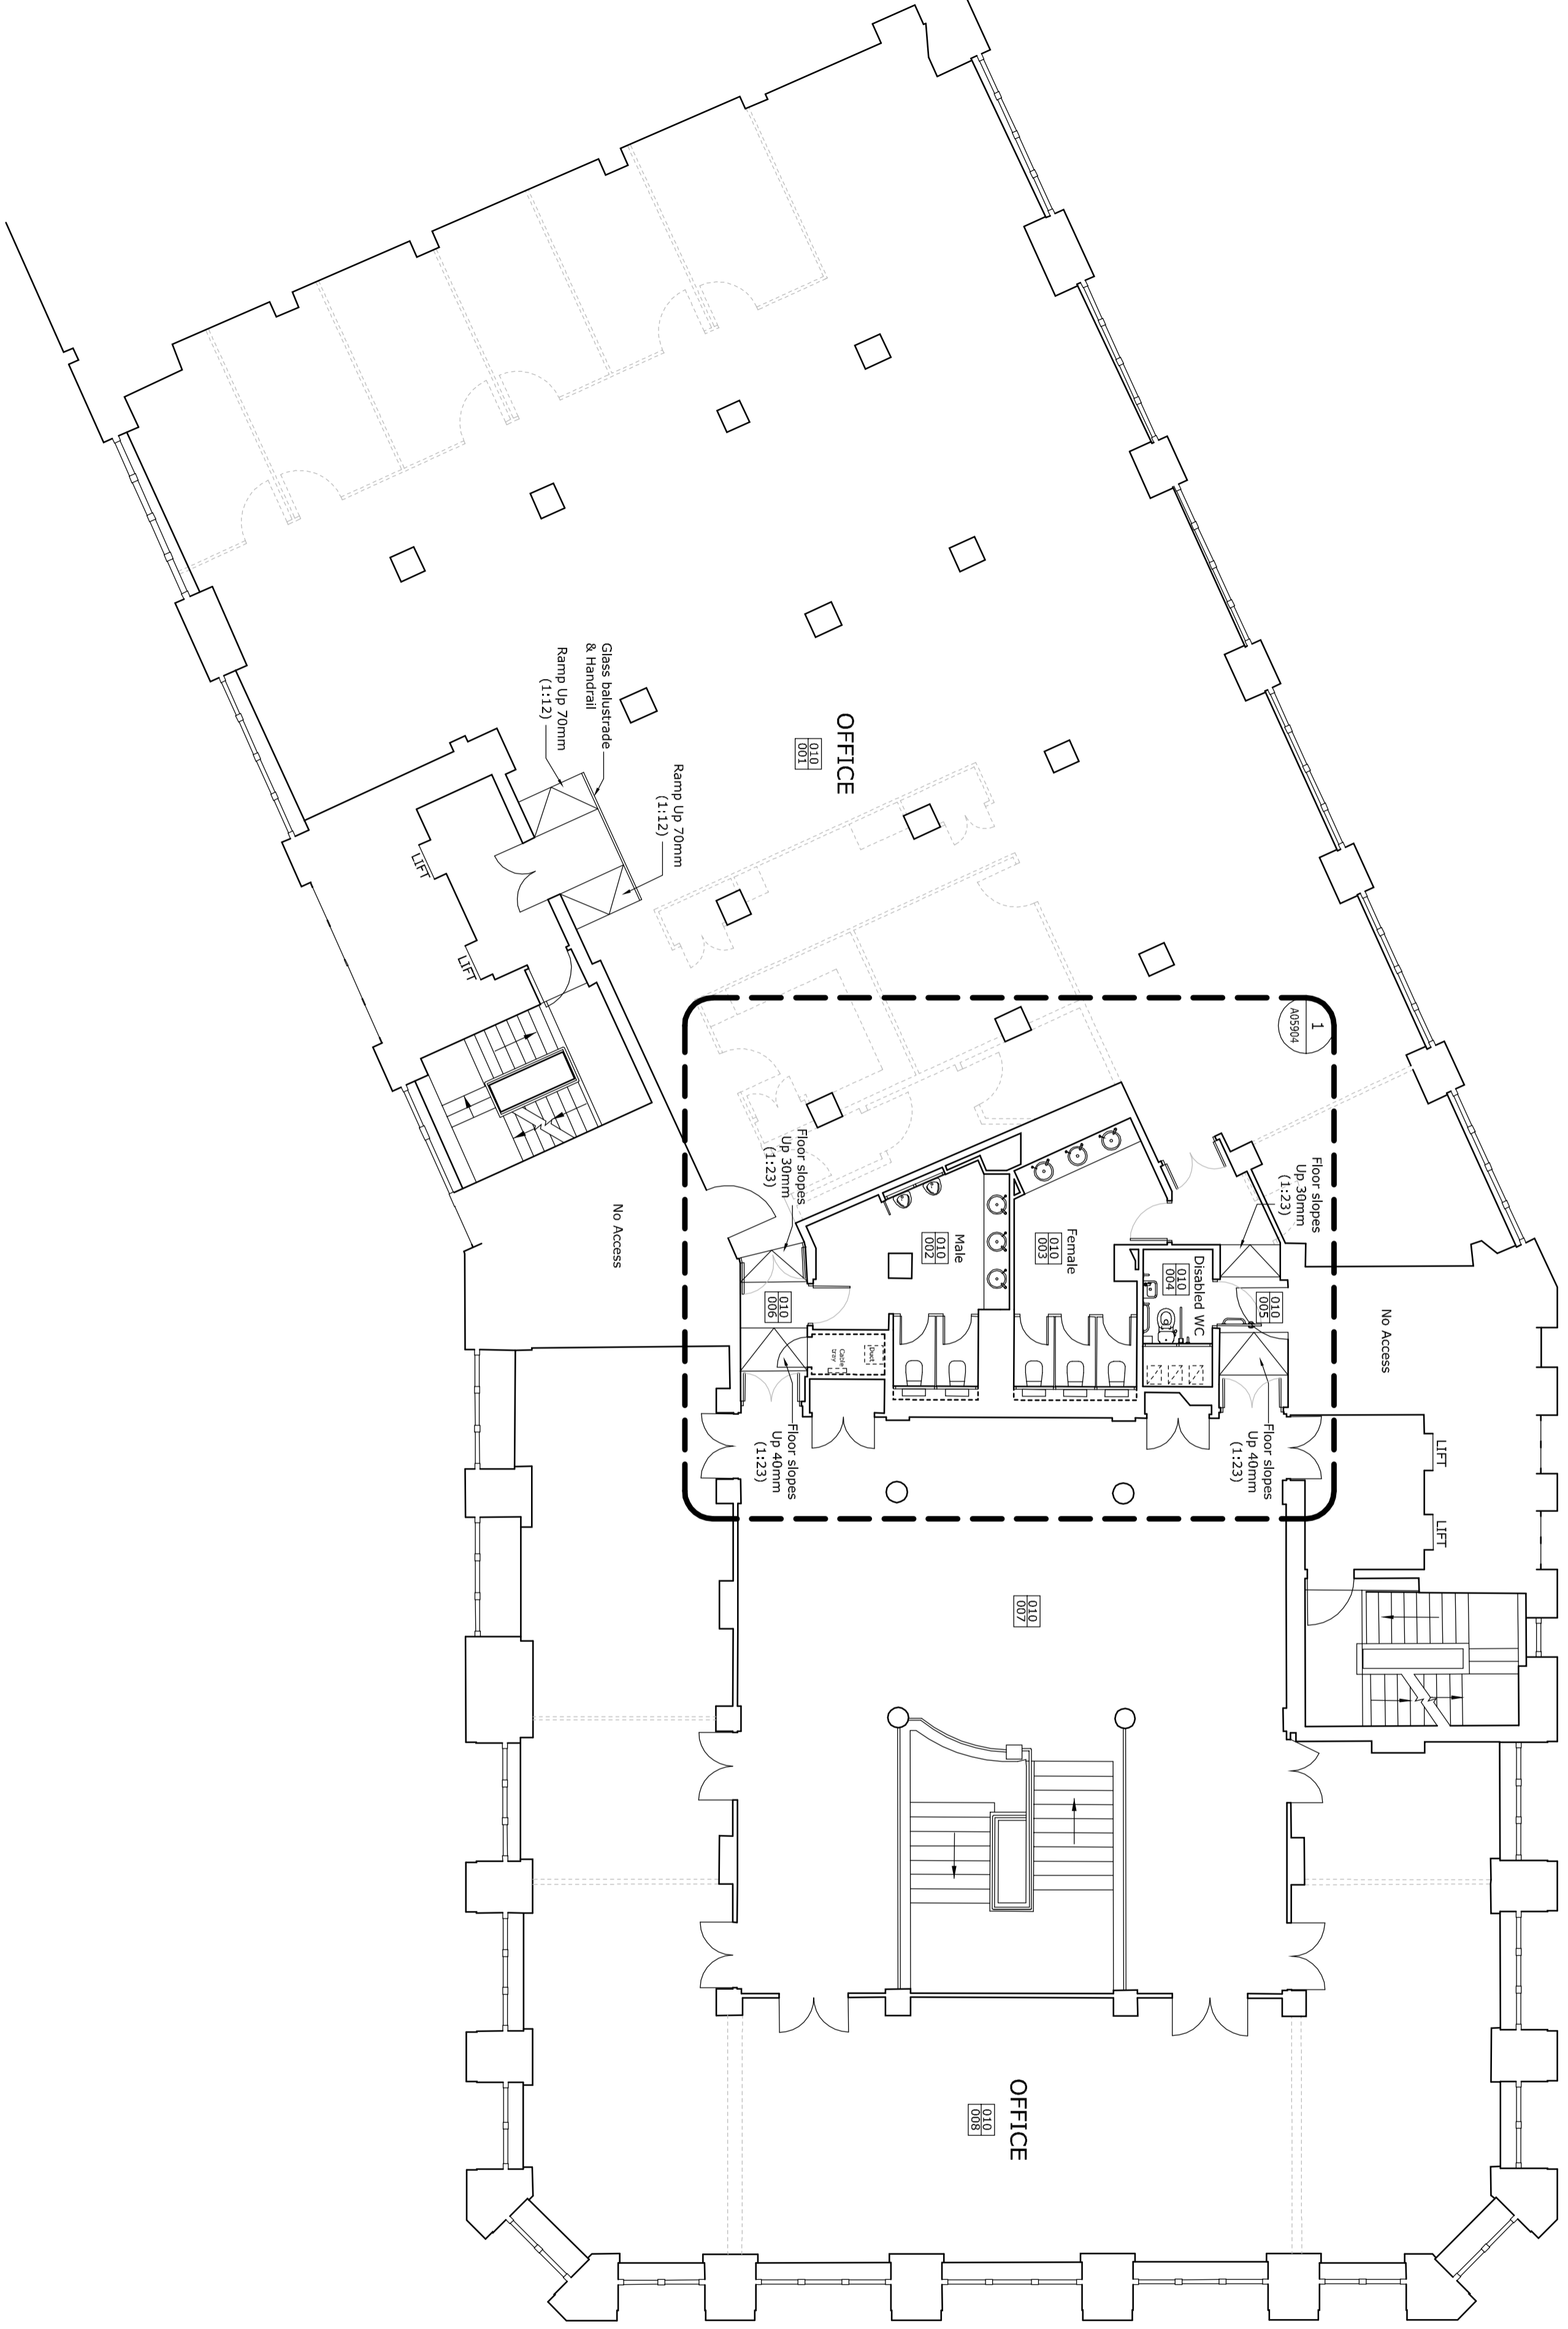 OFFICE
010
001
Glass balustrade
& Handrail
Ramp Up 70mm
(1:12)
Ramp Up 70mm
(1:12)
LIFT
LIFT
1
A05904
Floor slopes
Up 30mm
(1:23)
Floor slopes
Up 30mm
(1:23)
No Access
No Access
Male
010
002
Female
010
003
Disabled WC
010
004
010
005
010
006
Duct
Cable
tray
Floor slopes
Up 40mm
(1:23)
Floor slopes
Up 40mm
(1:23)
LIFT
LIFT
010
007
OFFICE
010
008